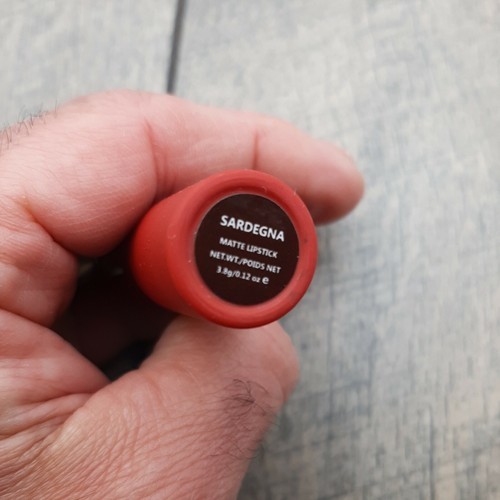 SARDEGNA
MATTE LIPSTICK
NET.WT./POIDS NET
3.8g/0.12 oz e